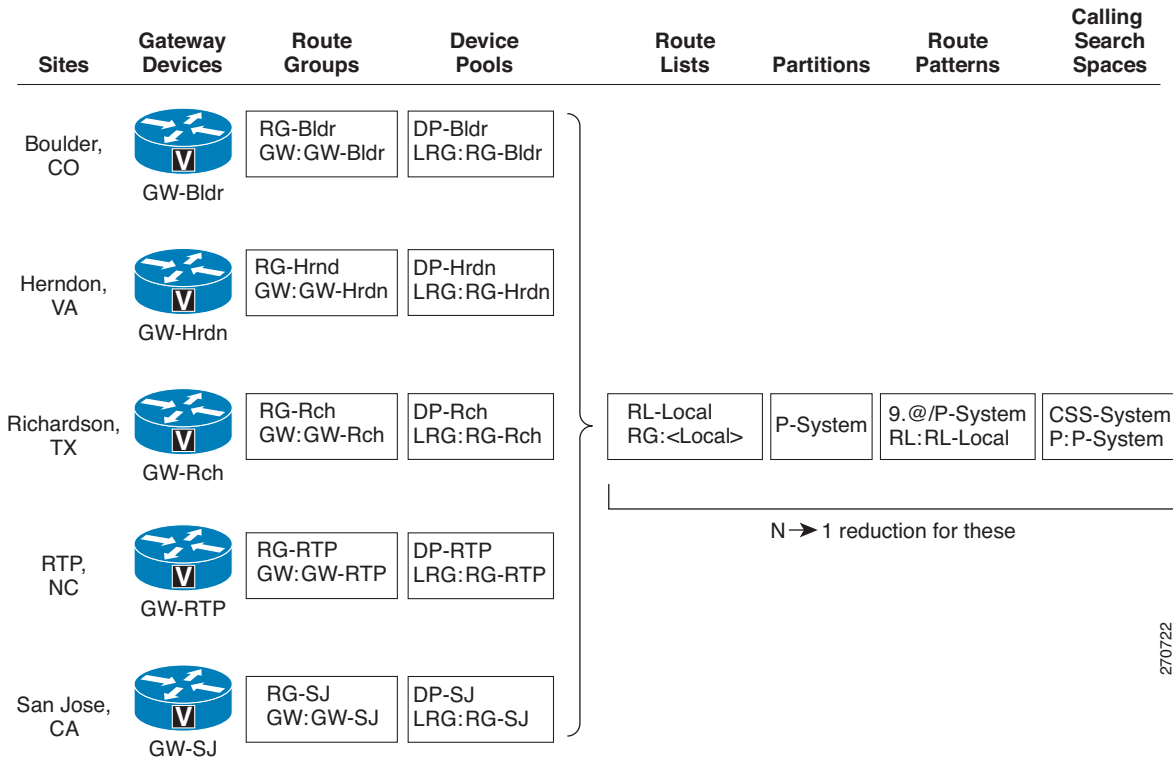 Sites
Gateway
Devices
Route
Groups
Device
Pools
Route
Lists
Partitions
Route
Patterns
Calling
Search
Spaces
Boulder,
CO
V
GW-Bldr
RG-Bldr
GW:GW-Bldr
DP-Bldr
LRG:RG-Bldr
Herndon,
VA
V
GW-Hrdn
RG-Hrnd
GW:GW-Hrdn
DP-Hrdn
LRG:RG-Hrdn
Richardson,
TX
V
GW-Rch
RG-Rch
GW:GW-Rch
DP-Rch
LRG:RG-Rch
RL-Local
RG:<Local>
P-System
9.@/P-System
RL:RL-Local
CSS-System
P:P-System
N→1 reduction for these
RTP,
NC
V
GW-RTP
RG-RTP
GW:GW-RTP
DP-RTP
LRG:RG-RTP
San Jose,
CA
V
GW-SJ
RG-SJ
GW:GW-SJ
DP-SJ
LRG:RG-SJ
270722